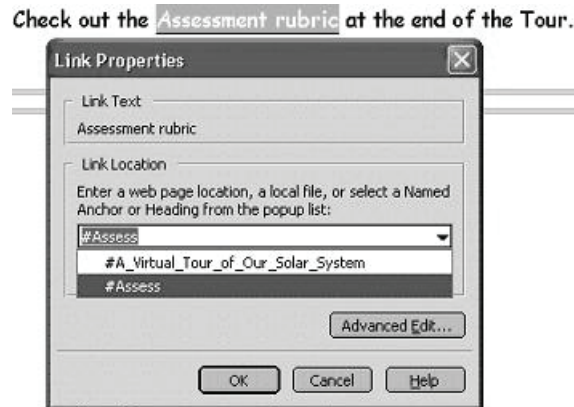 Check out the Assessment rubric at the end of the Tour.
Link Properties
Link Text
Assessment rubric
Link Location
Enter a web page location, a local file, or select a Named
Anchor or Heading from the popup list:
#Assess
#A_Virtual_Tour_of_Our_Solar_System
#Assess
Advanced Edit...
OK Cancel Help